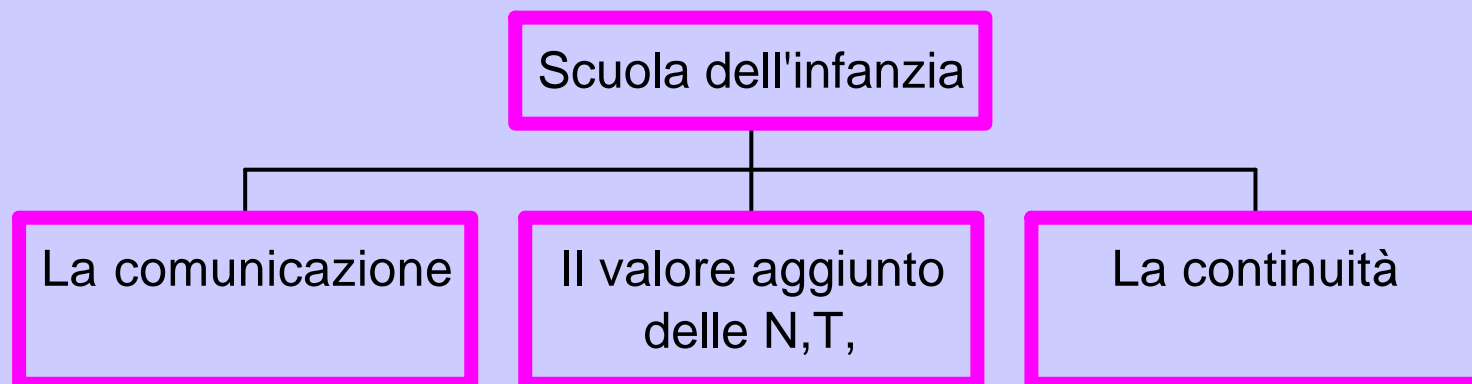 Scuola dell'infanzia
La comunicazione
Il valore aggiunto
delle N,T,
La continuità